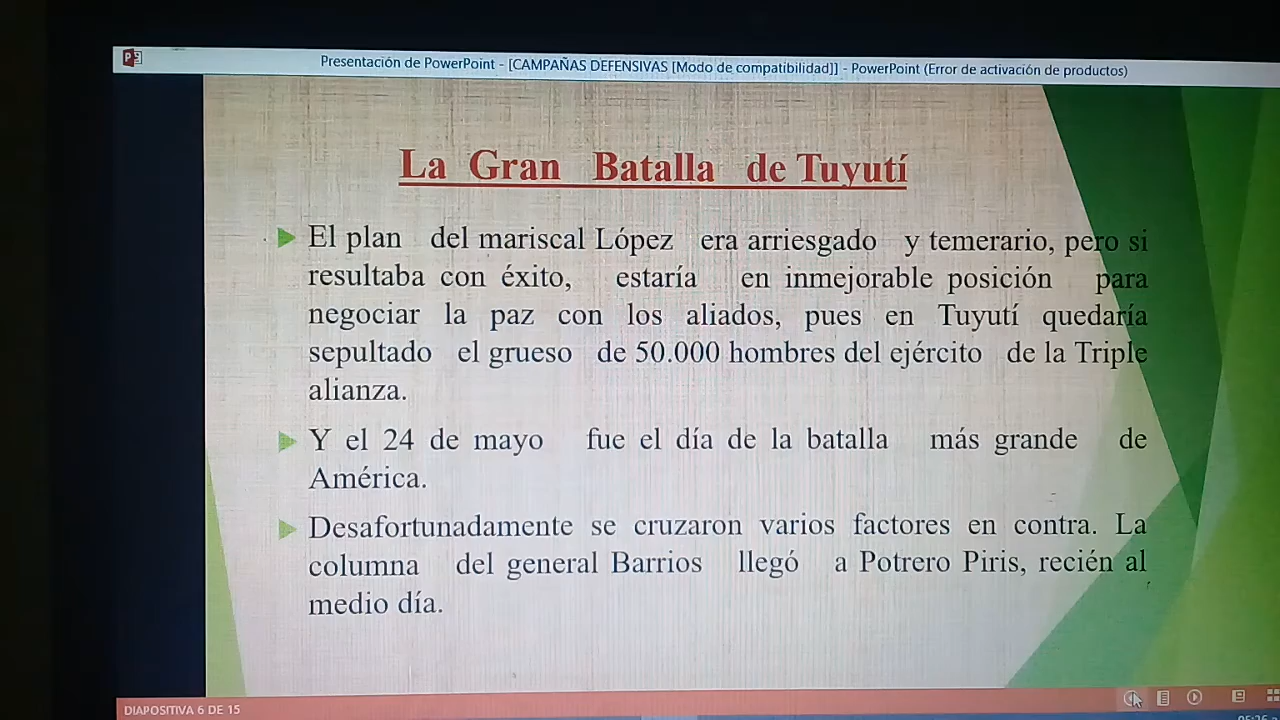 Presentación de PowerPoint - [CAMPAÑAS DEFENSIVAS [Modo de compatibilidad]] - PowerPoint (Error de activación de productos)
La Gran Batalla de Tuyutí
El plan del mariscal López era arriesgado y temerario, pero si
resultaba con éxito, estaría en inmejorable posición para
negociar la paz con los aliados, pues en Tuyutí quedaría
sepultado el grueso de 50.000 hombres del ejército de la Triple
alianza.
Y el 24 de mayo fue el día de la batalla más grande de
América.
Desafortunadamente se cruzaron varios factores en contra. La
columna del general Barrios llegó a Potrero Piris, recién al
medio día.
DIAPOSITIVA 6 DE 15